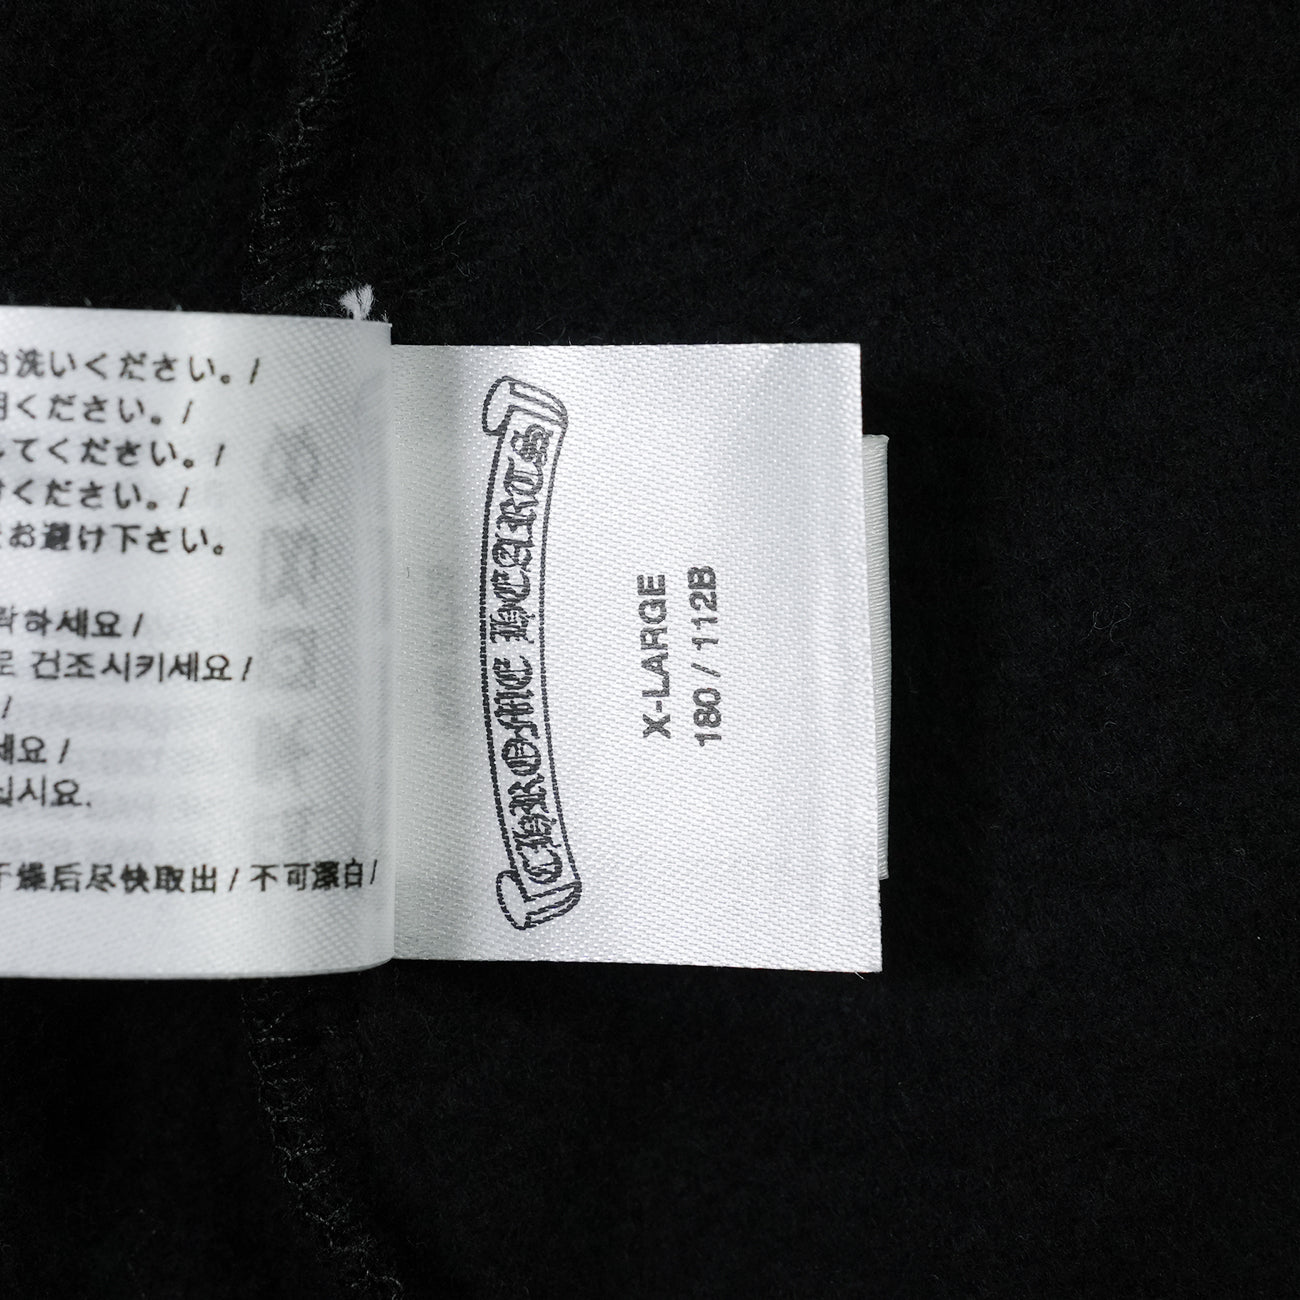 お洗いください。/
用ください。/
してください。/
けください。/
お避け下さい。
하세요 /
로 건조시키세요 /
/
세요 /
십시오.
干燥后尽快取出 / 不可漂白 /
CHROME HEARTS
X-LARGE
180 / 112B